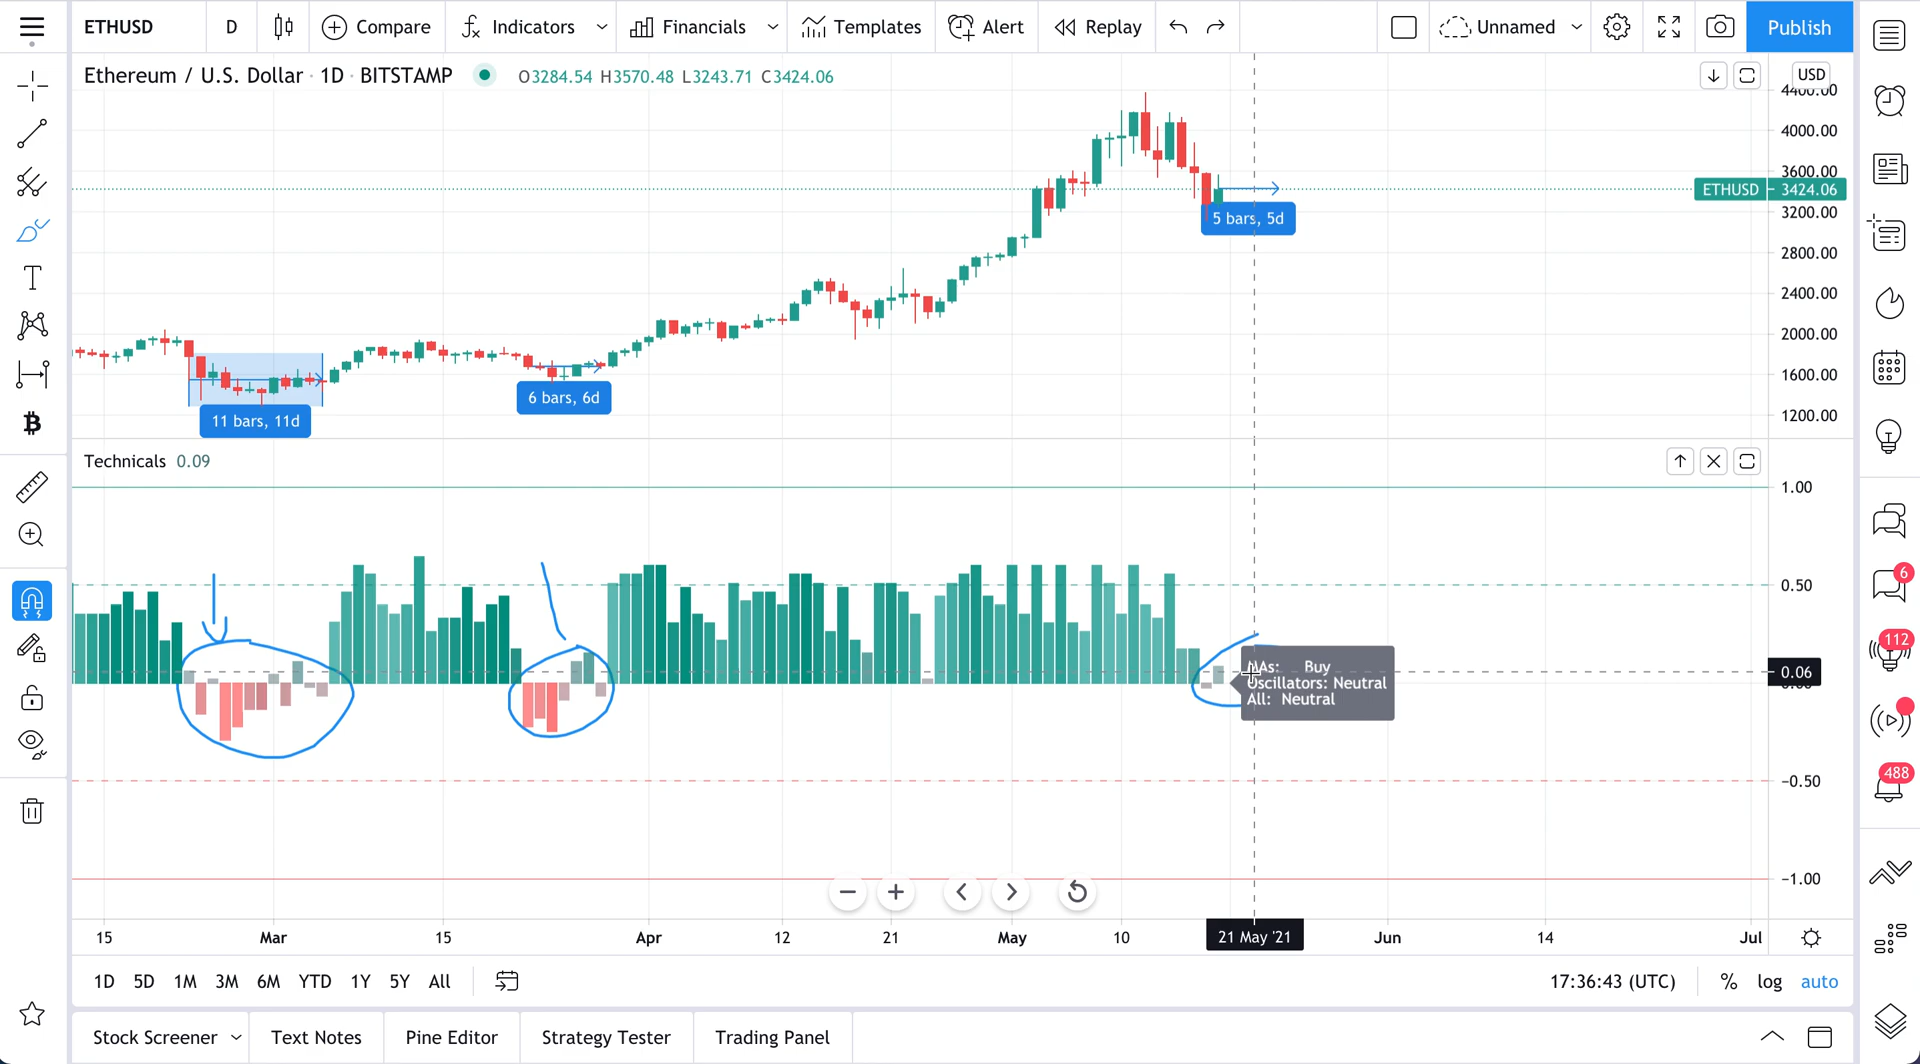 ETHUSD D Compare Indicators Financials Templates Alert Replay Unnamed Publish
Ethereum / U.S. Dollar · 1D · BITSTAMP O3284.54 H3570.48 L3243.71 C3424.06
USD
4400.00
4000.00
3600.00
ETHUSD 3424.06
3200.00
5 bars, 5d
2800.00
2400.00
2000.00
1600.00
6 bars, 6d
1200.00
11 bars, 11d
Technicals 0.09
1.00
0.50
MAs: Buy
0.06
Oscillators: Neutral
All: Neutral
−0.50
−1.00
6
112
488
15 Mar 15 Apr 12 21 May 10 21 May '21 Jun 14 Jul
1D 5D 1M 3M 6M YTD 1Y 5Y All 17:36:43 (UTC) % log auto
Stock Screener Text Notes Pine Editor Strategy Tester Trading Panel